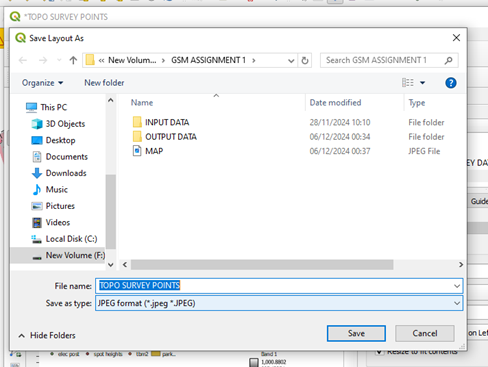 *TOPO SURVEY POINTS
Save Layout As
« New Volum... > GSM ASSIGNMENT 1 >
Search GSM ASSIGNMENT 1
Organize
New folder
Name
Date modified
Type
This PC
3D Objects
Desktop
Documents
Downloads
Music
Pictures
Videos
Local Disk (C:)
New Volume (F:)
INPUT DATA 28/11/2024 10:10 File folder
OUTPUT DATA 06/12/2024 00:34 File folder
MAP 06/12/2024 00:37 JPEG File
EY DA
Guide
File name: TOPO SURVEY POINTS
Save as type: JPEG format (*.jpeg *.JPEG)
Hide Folders
Save
Cancel
on Left
Resize to fit contents
elec post
spot heights
tbm2
park...
Band 1
1,000.8802